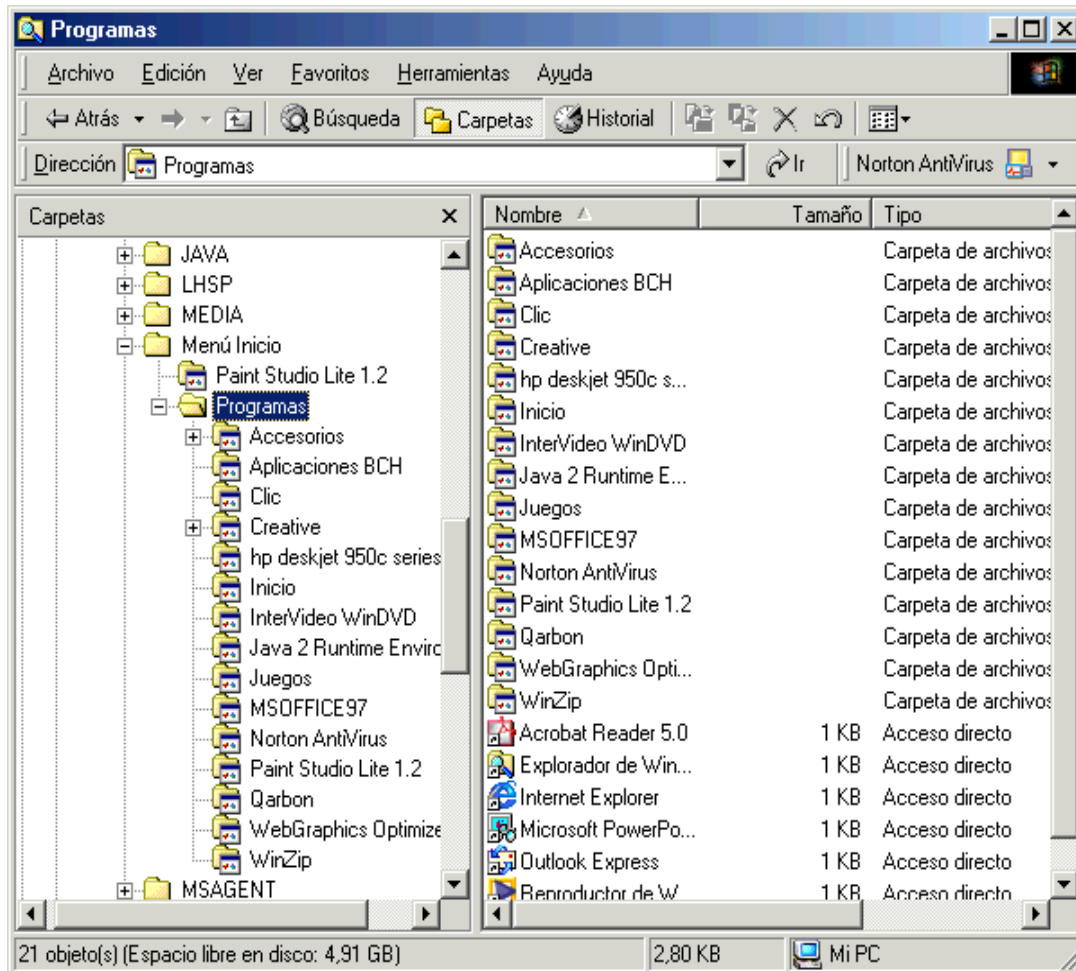 Programas
Archivo Edición Ver Favoritos Herramientas Ayuda
Atrás Búsqueda Carpetas Historial
Dirección Programas Ir Norton AntiVirus
Carpetas
JAVA
LHSP
MEDIA
Menú Inicio
Paint Studio Lite 1.2
Programas
Accesorios
Aplicaciones BCH
Clic
Creative
hp deskjet 950c series
Inicio
InterVideo WinDVD
Java 2 Runtime Enviro
Juegos
MSOFFICE97
Norton AntiVirus
Paint Studio Lite 1.2
Qarbon
WebGraphics Optimize
WinZip
MSAGENT
Nombre Tamaño Tipo
Accesorios Carpeta de archivos
Aplicaciones BCH Carpeta de archivos
Clic Carpeta de archivos
Creative Carpeta de archivos
hp deskjet 950c s... Carpeta de archivos
Inicio Carpeta de archivos
InterVideo WinDVD Carpeta de archivos
Java 2 Runtime E... Carpeta de archivos
Juegos Carpeta de archivos
MSOFFICE97 Carpeta de archivos
Norton AntiVirus Carpeta de archivos
Paint Studio Lite 1.2 Carpeta de archivos
Qarbon Carpeta de archivos
WebGraphics Opti... Carpeta de archivos
WinZip Carpeta de archivos
Acrobat Reader 5.0 1 KB Acceso directo
Explorador de Win... 1 KB Acceso directo
Internet Explorer 1 KB Acceso directo
Microsoft PowerPo... 1 KB Acceso directo
Outlook Express 1 KB Acceso directo
Reproductor de W 1 KB Acceso directo
21 objeto(s) (Espacio libre en disco: 4,91 GB) 2,80 KB Mi PC